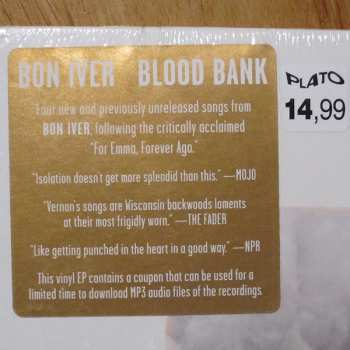 BON IVER BLOOD BANK
Four new and previously unreleased songs from
BON IVER, following the critically acclaimed
"For Emma, Forever Ago."
"Isolation doesn't get more splendid than this." —MOJO
"Vernon's songs are Wisconsin backwoods laments
at their most frigidly worn." —THE FADER
"Like getting punched in the heart in a good way." —NPR
This vinyl EP contains a coupon that can be used for a
limited time to download MP3 audio files of the recordings.
PLATO
14,99